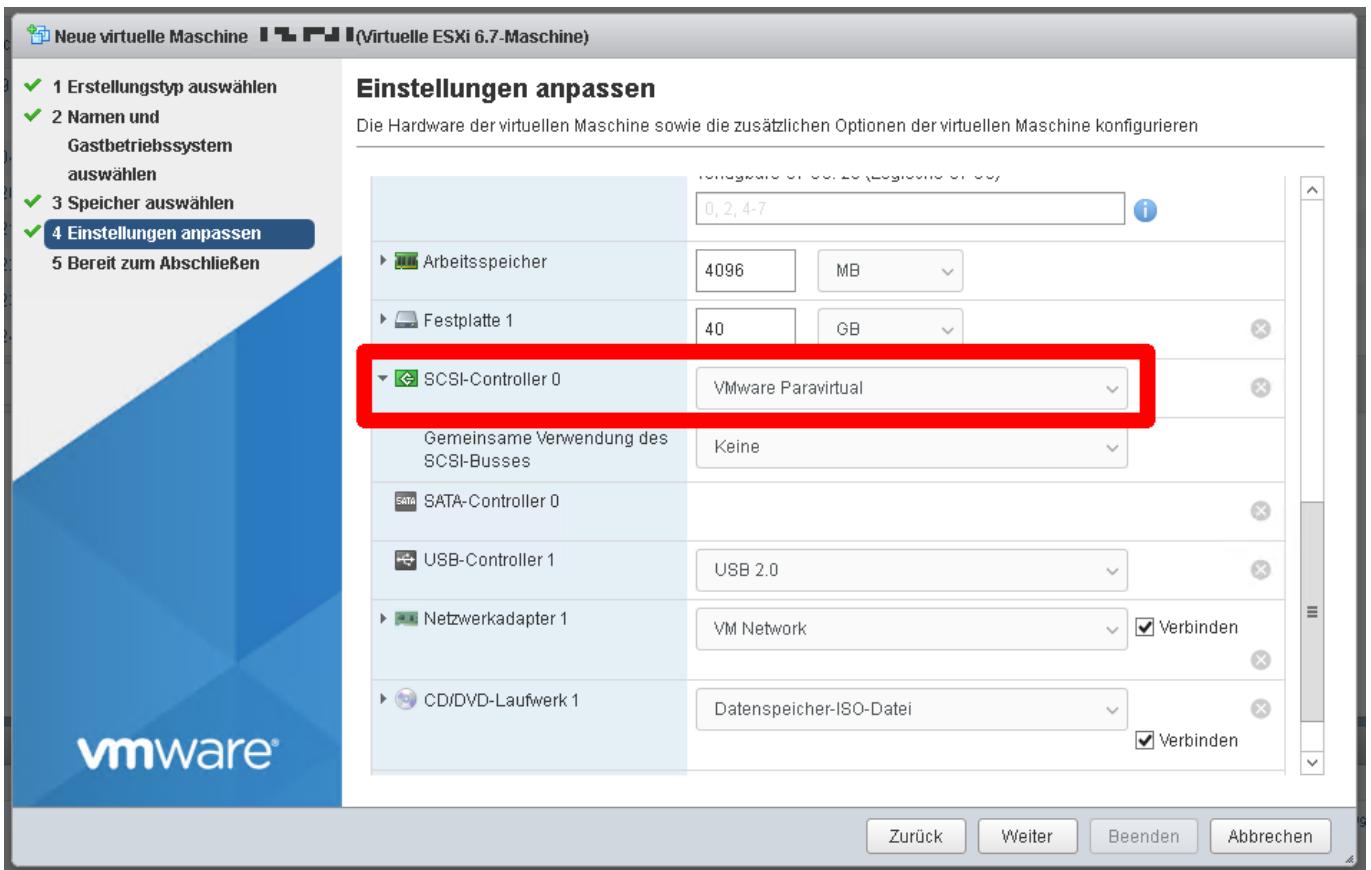 Neue virtuelle Maschine (Virtuelle ESXi 6.7-Maschine)
1 Erstellungstyp auswählen
2 Namen und
Gastbetriebssystem
auswählen
3 Speicher auswählen
4 Einstellungen anpassen
5 Bereit zum Abschließen
vmware®
Einstellungen anpassen
Die Hardware der virtuellen Maschine sowie die zusätzlichen Optionen der virtuellen Maschine konfigurieren
0, 2, 4-7
Arbeitsspeicher 4096 MB
Festplatte 1 40 GB
SCSI-Controller 0 VMware Paravirtual
Gemeinsame Verwendung des
SCSI-Busses Keine
SATA SATA-Controller 0
USB-Controller 1 USB 2.0
Netzwerkadapter 1 VM Network Verbinden
CD/DVD-Laufwerk 1 Datenspeicher-ISO-Datei
Verbinden
Zurück Weiter Beenden Abbrechen